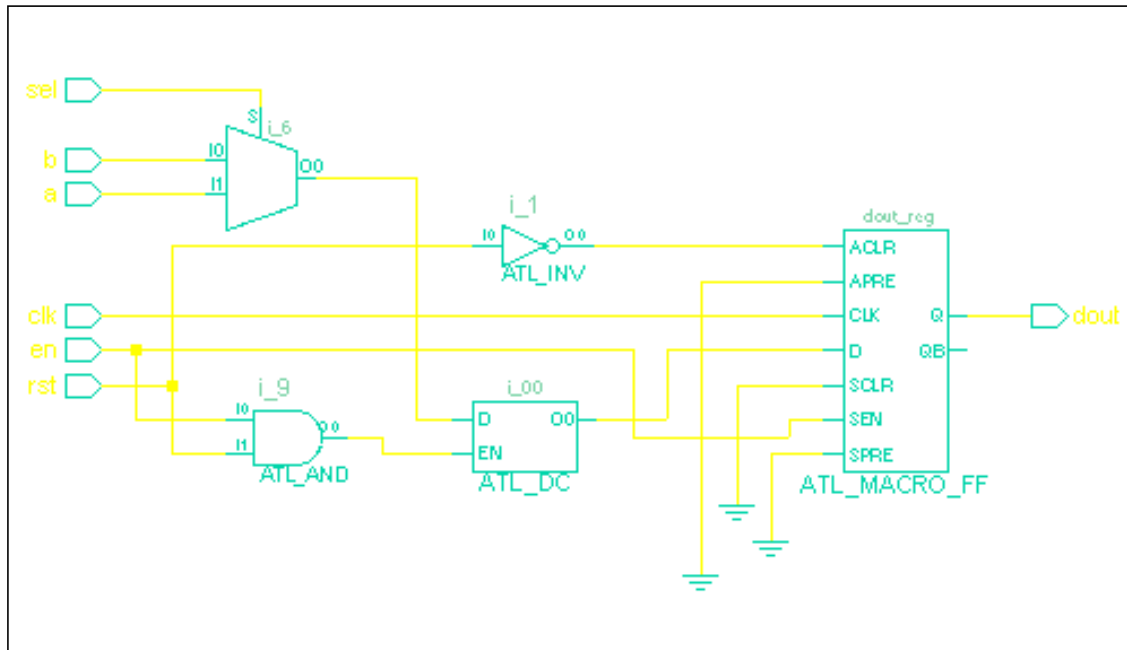 sel
S
i_6
b
I0
O0
a
I1
i_1
I0
O0
ATL_INV
dout_reg
ACLR
APRE
clk
CLK
Q
dout
en
D
QB
rst
SCLR
i_9
i_00
I0
O0
D
O0
SEN
I1
EN
SPRE
ATL_AND
ATL_DC
ATL_MACRO_FF